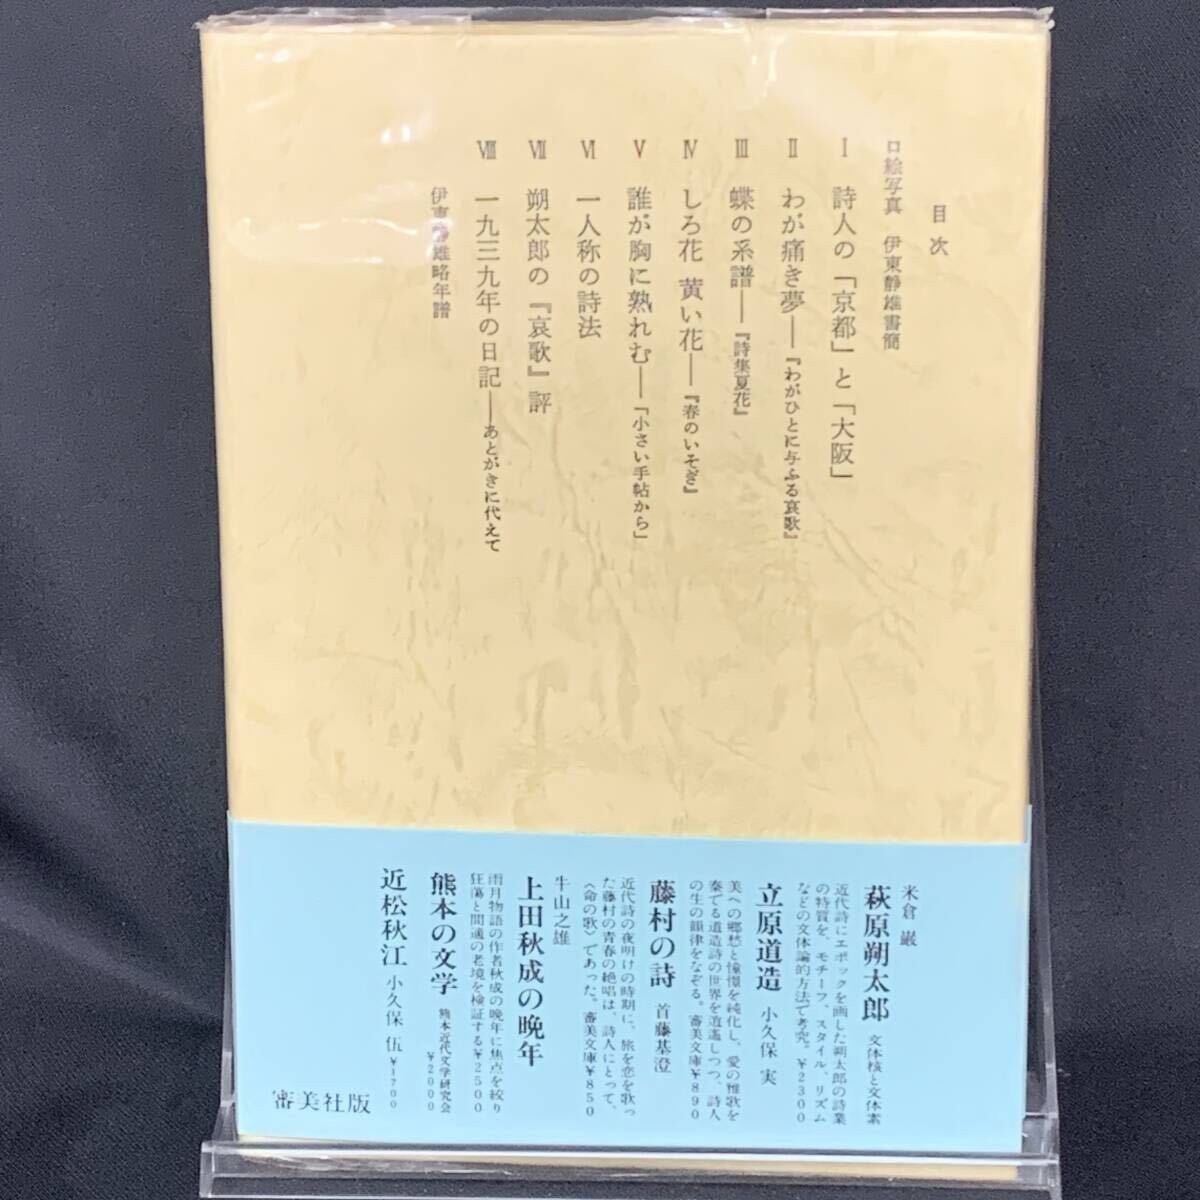 目次
口絵写真　伊東静雄書簡
Ⅰ　詩人の「京都」と「大阪」
Ⅱ　わが痛き夢――『わがひとに与ふる哀歌』
Ⅲ　蝶の系譜――『詩集夏花』
Ⅳ　しろ花　黄い花――『春のいそぎ』
Ⅴ　誰が胸に熟れむ――「小さい手帖から」
Ⅵ　一人称の詩法
Ⅶ　朔太郎の『哀歌』評
Ⅷ　一九三九年の日記――あとがきに代えて
伊東静雄略年譜
米倉　巌
萩原朔太郎　文体核と文体素
近代詩にエポックを画した朔太郎の詩業
の特質を、モチーフ、スタイル、リズム
などの文体論的方法で考究。￥2300
立原道造　小久保　実
美への郷愁と憧憬を純化し、愛の雅歌を
奏でる道造詩の世界を逍遙しつつ、詩人
の生の韻律をなぞる。審美文庫￥890
藤村の詩　首藤基澄
近代詩の夜明けの時期に、旅を恋を歌っ
た藤村の青春の絶唱は、詩人にとって、
〈命の歌〉であった。審美文庫￥850
牛山之雄
上田秋成の晩年
雨月物語の作者秋成の晩年に焦点を絞り
狂蕩と間適の老境を検証する￥2500
熊本の文学　熊本近代文学研究会
￥2000
近松秋江　小久保　伍￥1200
審美社版